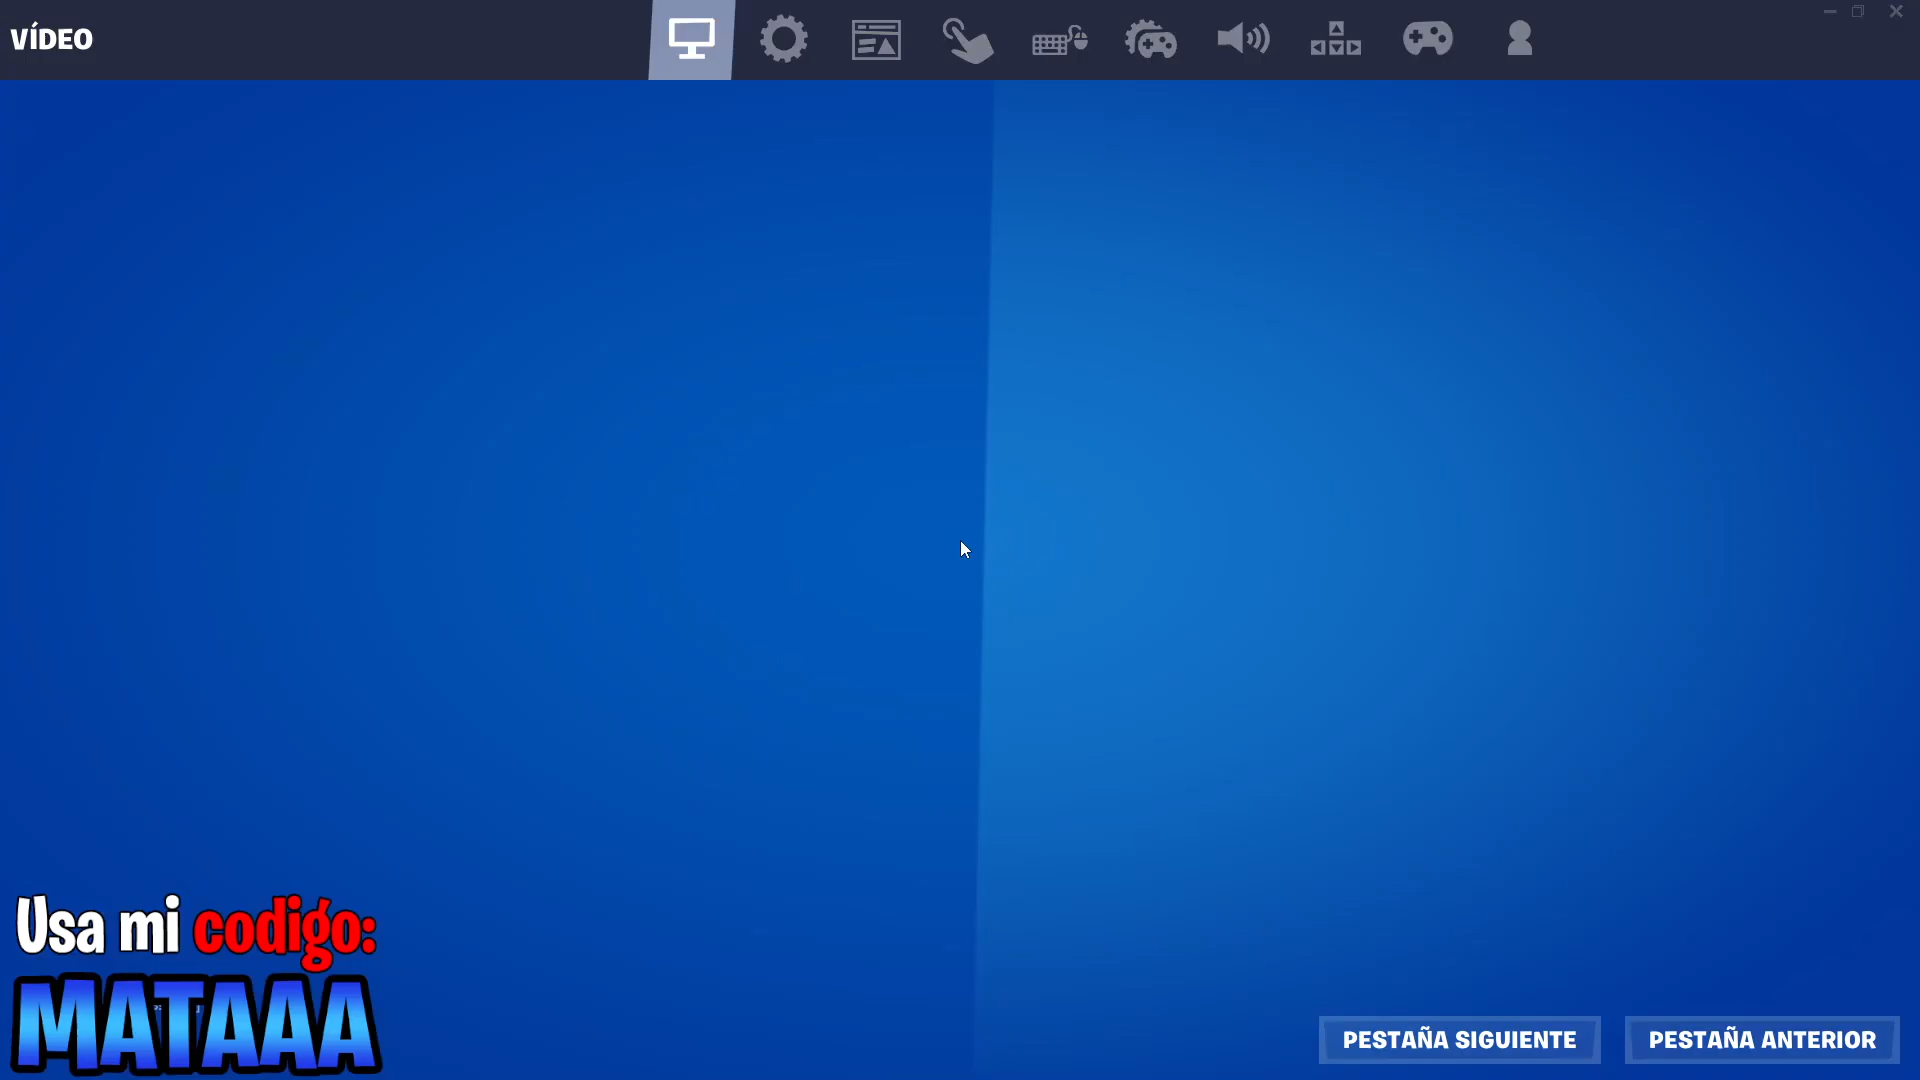 VÍDEO
Usa mi codigo:
MATAAA
PESTAÑA SIGUIENTE
PESTAÑA ANTERIOR